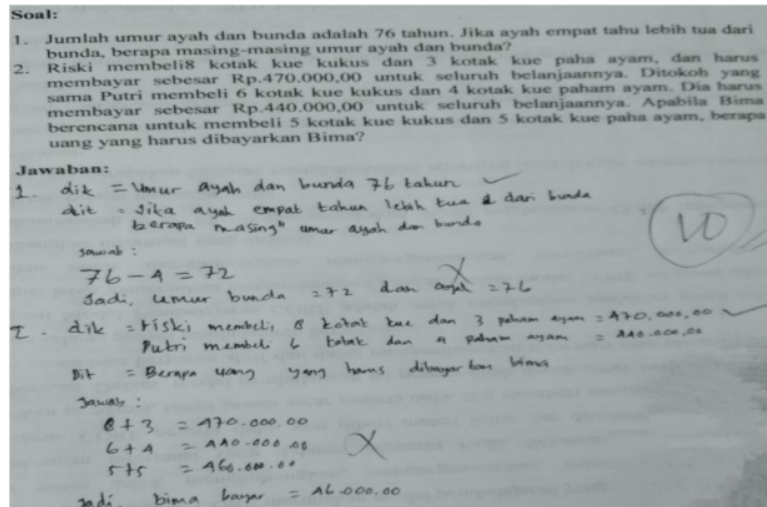 Soal:
1. Jumlah umur ayah dan bunda adalah 76 tahun. Jika ayah empat tahu lebih tua dari
bunda, berapa masing-masing umur ayah dan bunda?
2. Riski membeli8 kotak kue kukus dan 3 kotak kue paha ayam, dan harus
membayar sebesar Rp.470.000,00 untuk seluruh belanjaannya. Ditokoh yang
sama Putri membeli 6 kotak kue kukus dan 4 kotak kue paham ayam. Dia harus
membayar sebesar Rp.440.000,00 untuk seluruh belanjaannya. Apabila Bima
berencana untuk membeli 5 kotak kue kukus dan 5 kotak kue paha ayam, berapa
uang yang harus dibayarkan Bima?
Jawaban:
1. dik = Umur ayah dan bunda 76 tahun
dit = Jika ayah empat tahun lebih tua dari bunda
berapa masing" umur ayah dan bunda
jawab :
76 - 4 = 72
Jadi, umur bunda = 72 dan ayah = 76
10
2. dik = riski membeli 8 kotak kue dan 3 paham ayam = 470,000,00
Putri membeli 6 kotak dan 4 paham ayam = 440.000,00
Dit = Berapa uang yang harus dibayar kan bima
Jawab :
8 + 3 = 470.000.00
6 + 4 = 440.000.00
5+5 = 460.000.00
Jadi, bima bayar = 46.000,00